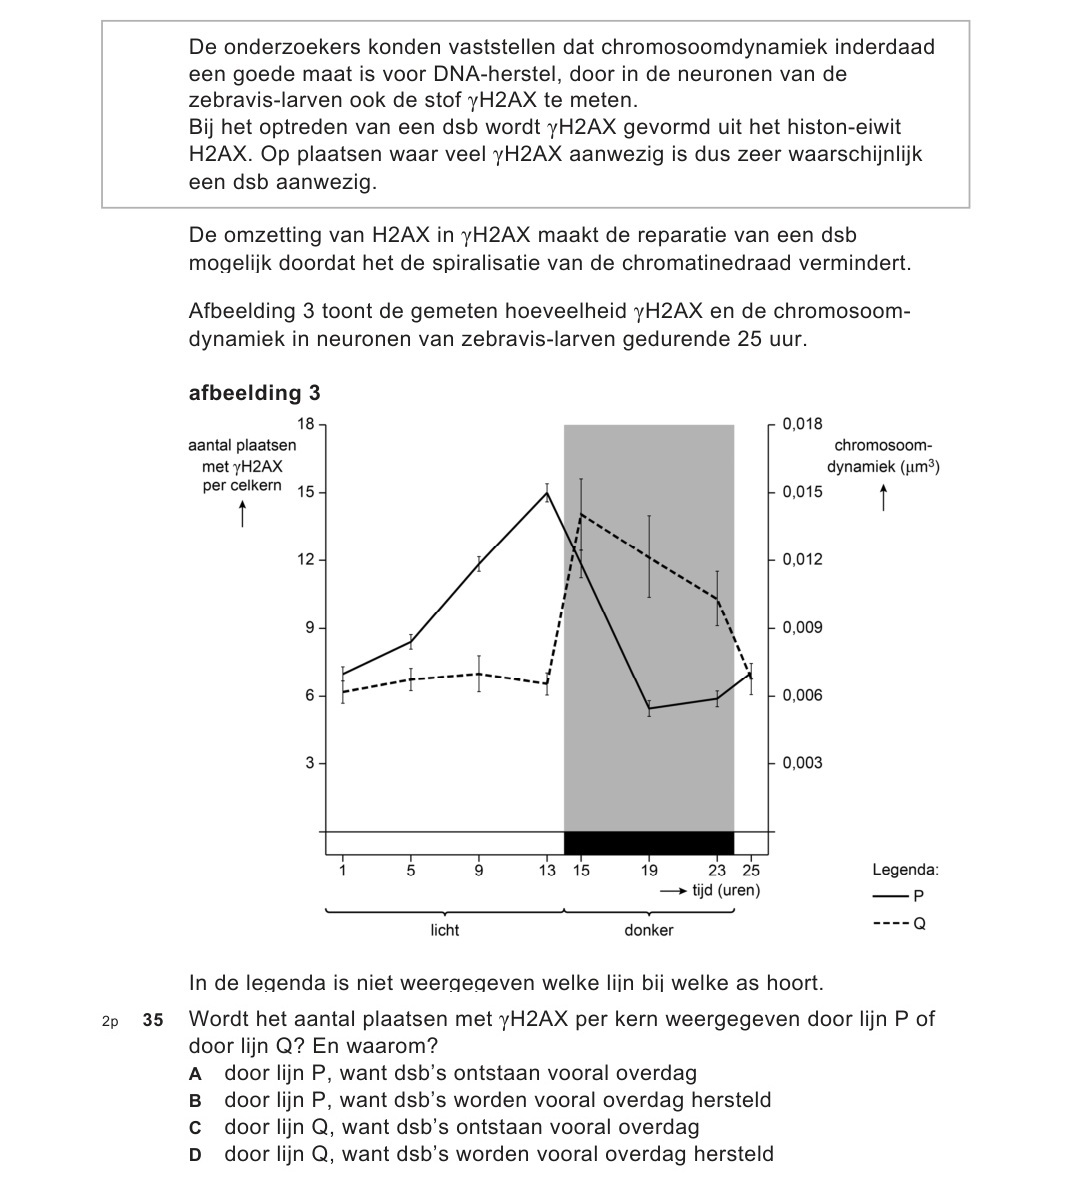 De onderzoekers konden vaststellen dat chromosoomdynamiek inderdaad
een goede maat is voor DNA-herstel, door in de neuronen van de
zebravis-larven ook de stof γH2AX te meten.
Bij het optreden van een dsb wordt γH2AX gevormd uit het histon-eiwit
H2AX. Op plaatsen waar veel γH2AX aanwezig is dus zeer waarschijnlijk
een dsb aanwezig.
De omzetting van H2AX in γH2AX maakt de reparatie van een dsb
mogelijk doordat het de spiralisatie van de chromatinedraad vermindert.
Afbeelding 3 toont de gemeten hoeveelheid γH2AX en de chromosoom-
dynamiek in neuronen van zebravis-larven gedurende 25 uur.
afbeelding 3
aantal plaatsen
met γH2AX
per celkern
18
15
12
9
6
3
0,018
0,015
0,012
0,009
0,006
0,003
chromosoom-
dynamiek (μm³)
1 5 9 13 15 19 23 25
tijd (uren)
licht donker
Legenda:
P
Q
In de legenda is niet weergegeven welke lijn bij welke as hoort.
2p 35 Wordt het aantal plaatsen met γH2AX per kern weergegeven door lijn P of
door lijn Q? En waarom?
A door lijn P, want dsb's ontstaan vooral overdag
B door lijn P, want dsb's worden vooral overdag hersteld
C door lijn Q, want dsb's ontstaan vooral overdag
D door lijn Q, want dsb's worden vooral overdag hersteld